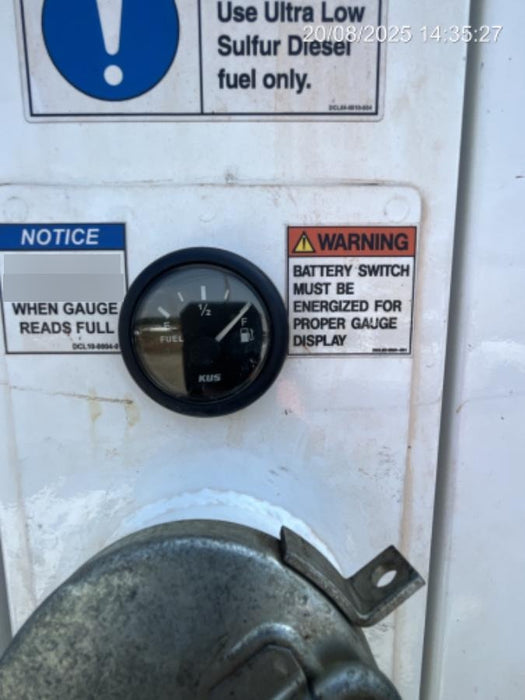 Use Ultra Low
20/08/2025 14:35:27
Sulfur Diesel
fuel only.
NOTICE
WHEN GAUGE
READS FULL
E
1/2
F
FUEL
KUS
WARNING
BATTERY SWITCH
MUST BE
ENERGIZED FOR
PROPER GAUGE
DISPLAY